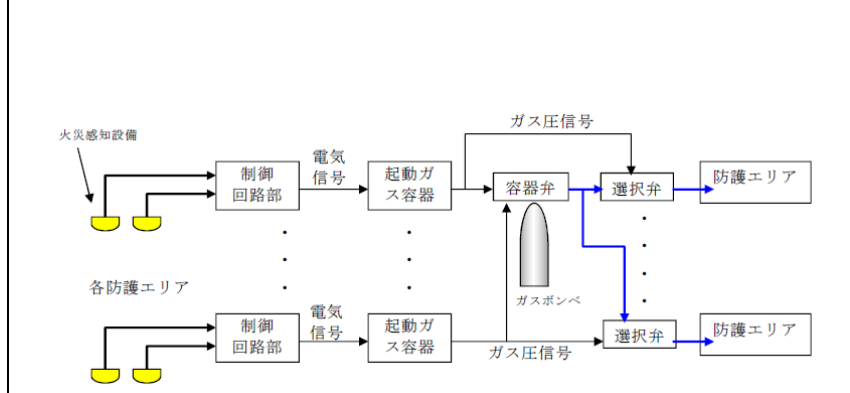 ガス圧信号
火災感知設備
制御
回路部
電気
信号
起動ガ
ス容器
容器弁
選択弁
防護エリア
ガスボンベ
各防護エリア
制御
回路部
電気
信号
起動ガ
ス容器
ガス圧信号
選択弁
防護エリア